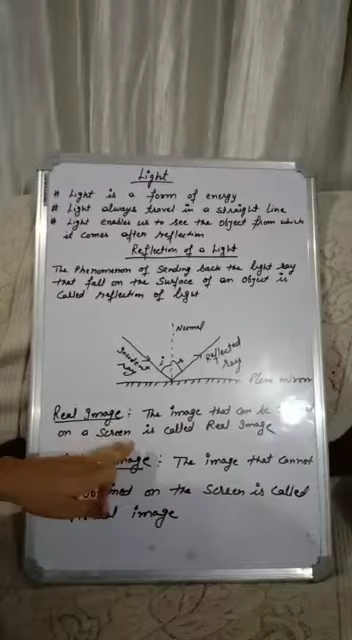 Light
# Light is a form of energy
# Light always travel in a straight line
# Light enables us to see the object from which
it comes after reflection
Reflection of a Light
The Phenomenon of Sending back the light ray
that fall on the surface of an object is
Called reflection of light
Normal
Incident ray
i
r
Reflected ray
Plane mirror
Real Image : The image that can be
on a Screen is called Real Image
Image : The image that cannot
on the Screen is called
image